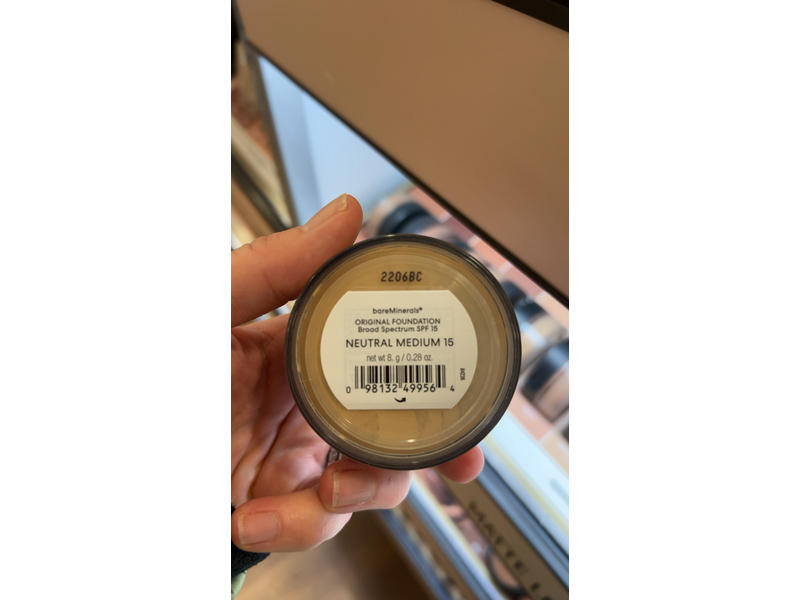 2206BC
bareMinerals®
ORIGINAL FOUNDATION
Broad Spectrum SPF 15
NEUTRAL MEDIUM 15
net wt 8. g / 0.28 oz.
0 98132 49956 4
MATTE